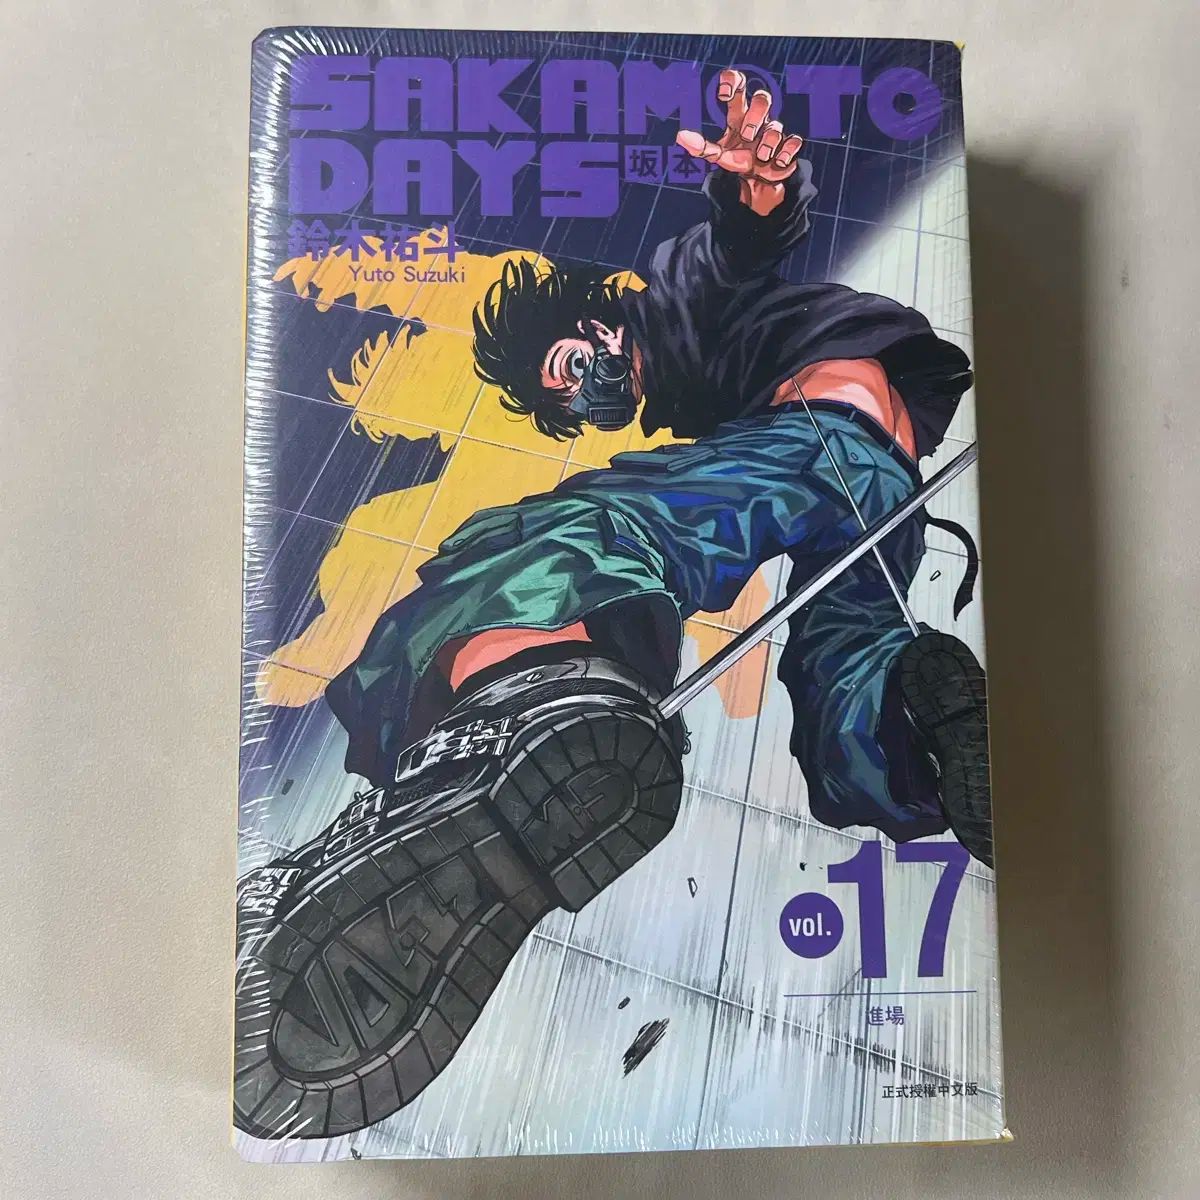 SAKAMOTO
DAYS 坂本
鈴木祐斗
Yuto Suzuki
vol. 17
進場
正式授權中文版